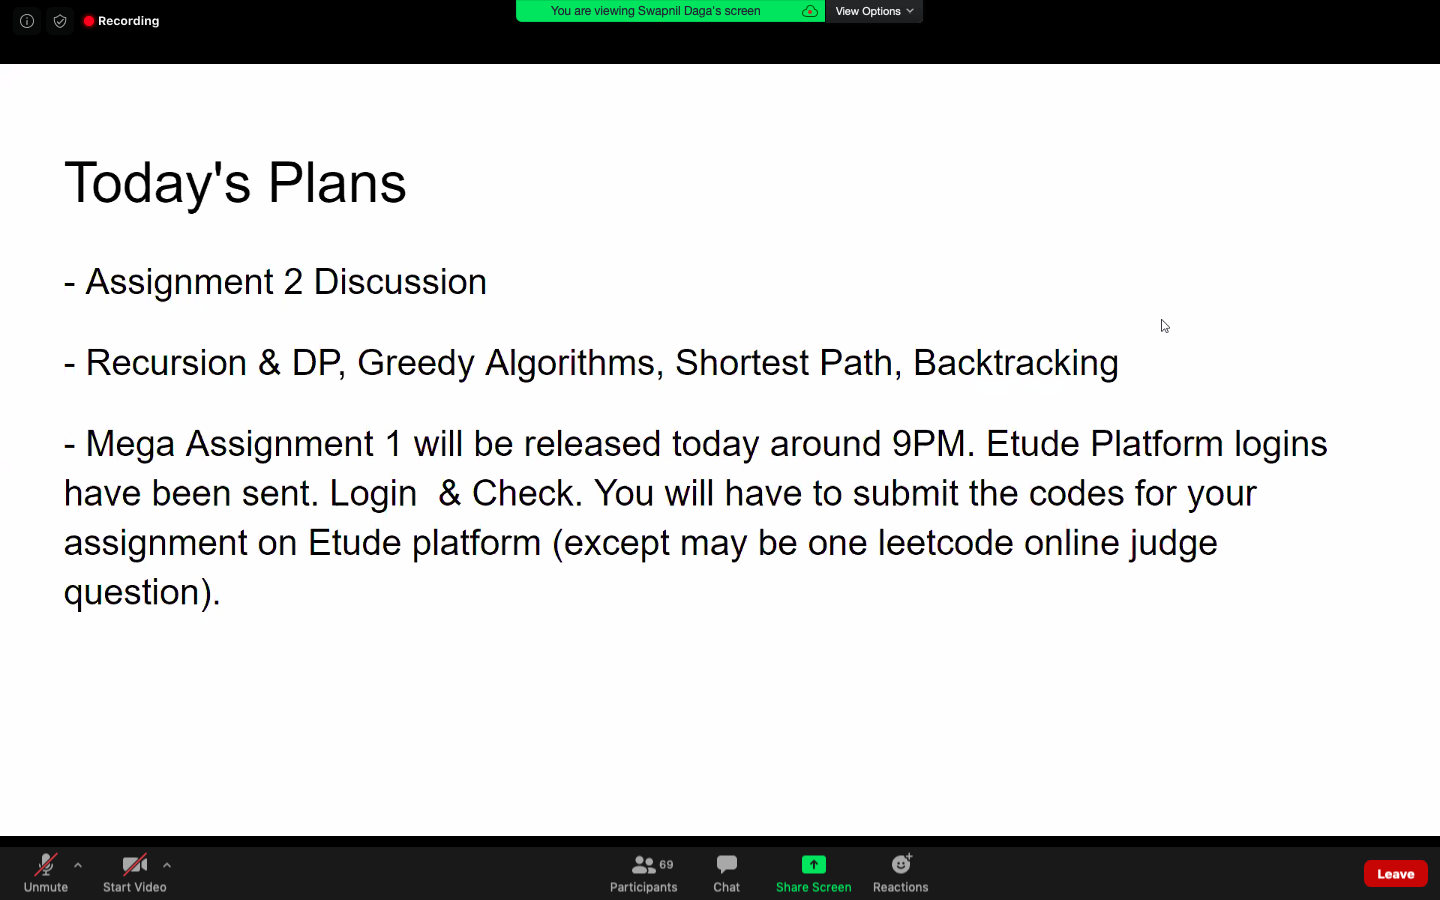 Recording
You are viewing Swapnil Daga's screen
View Options
Today's Plans
- Assignment 2 Discussion
- Recursion & DP, Greedy Algorithms, Shortest Path, Backtracking
- Mega Assignment 1 will be released today around 9PM. Etude Platform logins
have been sent. Login  & Check. You will have to submit the codes for your
assignment on Etude platform (except may be one leetcode online judge
question).
Unmute
Start Video
69
Participants
Chat
Share Screen
Reactions
Leave